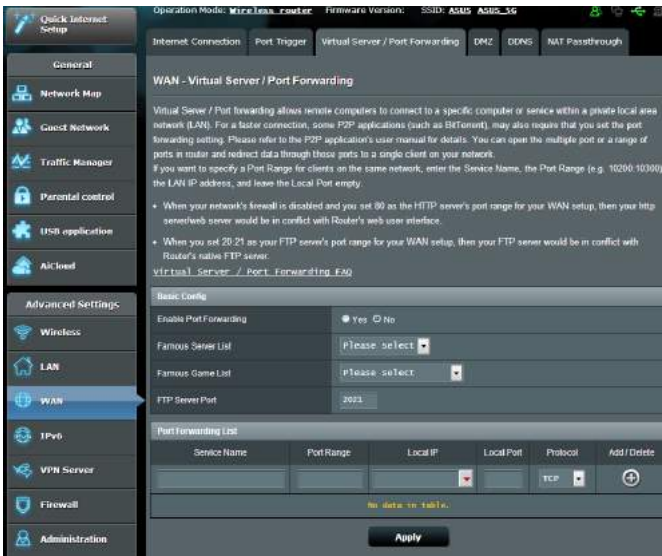 Quick Internet
Setup
General
Network Map
Guest Network
Traffic Manager
Parental control
USB application
AiCloud
Advanced Settings
Wireless
LAN
WAN
IPv6
VPN Server
Firewall
Administration
Operation Mode: Wireless router Firmware Version: SSID: ASUS ASUS_5G
Internet Connection Port Trigger Virtual Server / Port Forwarding DMZ DDNS NAT Passthrough
WAN - Virtual Server / Port Forwarding
Virtual Server / Port forwarding allows remote computers to connect to a specific computer or service within a private local area
network (LAN). For a faster connection, some P2P applications (such as BitTorrent), may also require that you set the port
forwarding setting. Please refer to the P2P application's user manual for details. You can open the multiple port or a range of
ports in router and redirect data through those ports to a single client on your network.
If you want to specify a Port Range for clients on the same network, enter the Service Name, the Port Range (e.g. 10200:10300)
the LAN IP address, and leave the Local Port empty.
• When your network's firewall is disabled and you set 80 as the HTTP server's port range for your WAN setup, then your http
server/web server would be in conflict with Router's web user interface.
• When you set 20:21 as your FTP server's port range for your WAN setup, then your FTP server would be in conflict with
Router's native FTP server.
Virtual Server / Port Forwarding FAQ
Basic Config
Enable Port Forwarding Yes No
Famous Server List Please select
Famous Game List Please select
FTP Server Port 2021
Port Forwarding List
Service Name Port Range Local IP Local Port Protocol Add / Delete
TCP
No data in table.
Apply